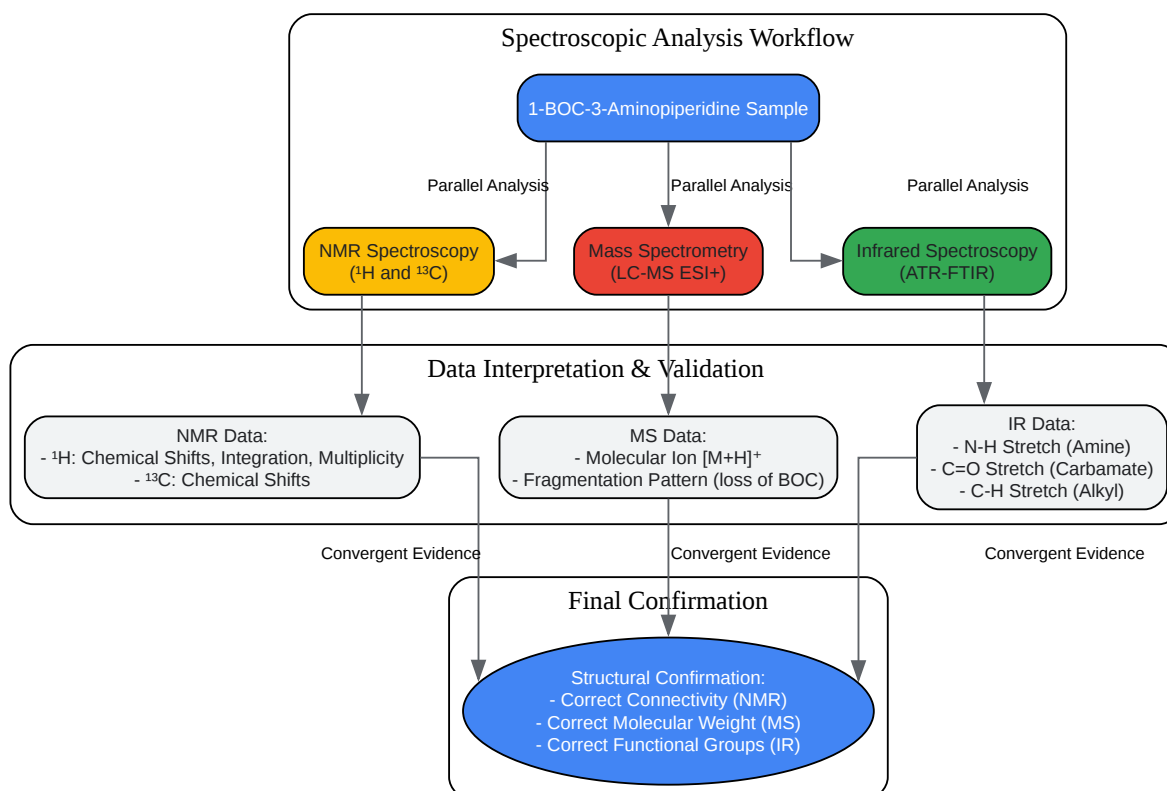 Spectroscopic Analysis Workflow
1-BOC-3-Aminopiperidine Sample
Parallel Analysis
Parallel Analysis
Parallel Analysis
NMR Spectroscopy
(¹H and ¹³C)
Mass Spectrometry
(LC-MS ESI+)
Infrared Spectroscopy
(ATR-FTIR)
Data Interpretation & Validation
NMR Data:
- ¹H: Chemical Shifts, Integration, Multiplicity
- ¹³C: Chemical Shifts
MS Data:
- Molecular Ion [M+H]⁺
- Fragmentation Pattern (loss of BOC)
IR Data:
- N-H Stretch (Amine)
- C=O Stretch (Carbamate)
- C-H Stretch (Alkyl)
Convergent Evidence
Convergent Evidence
Convergent Evidence
Final Confirmation
Structural Confirmation:
- Correct Connectivity (NMR)
- Correct Molecular Weight (MS)
- Correct Functional Groups (IR)